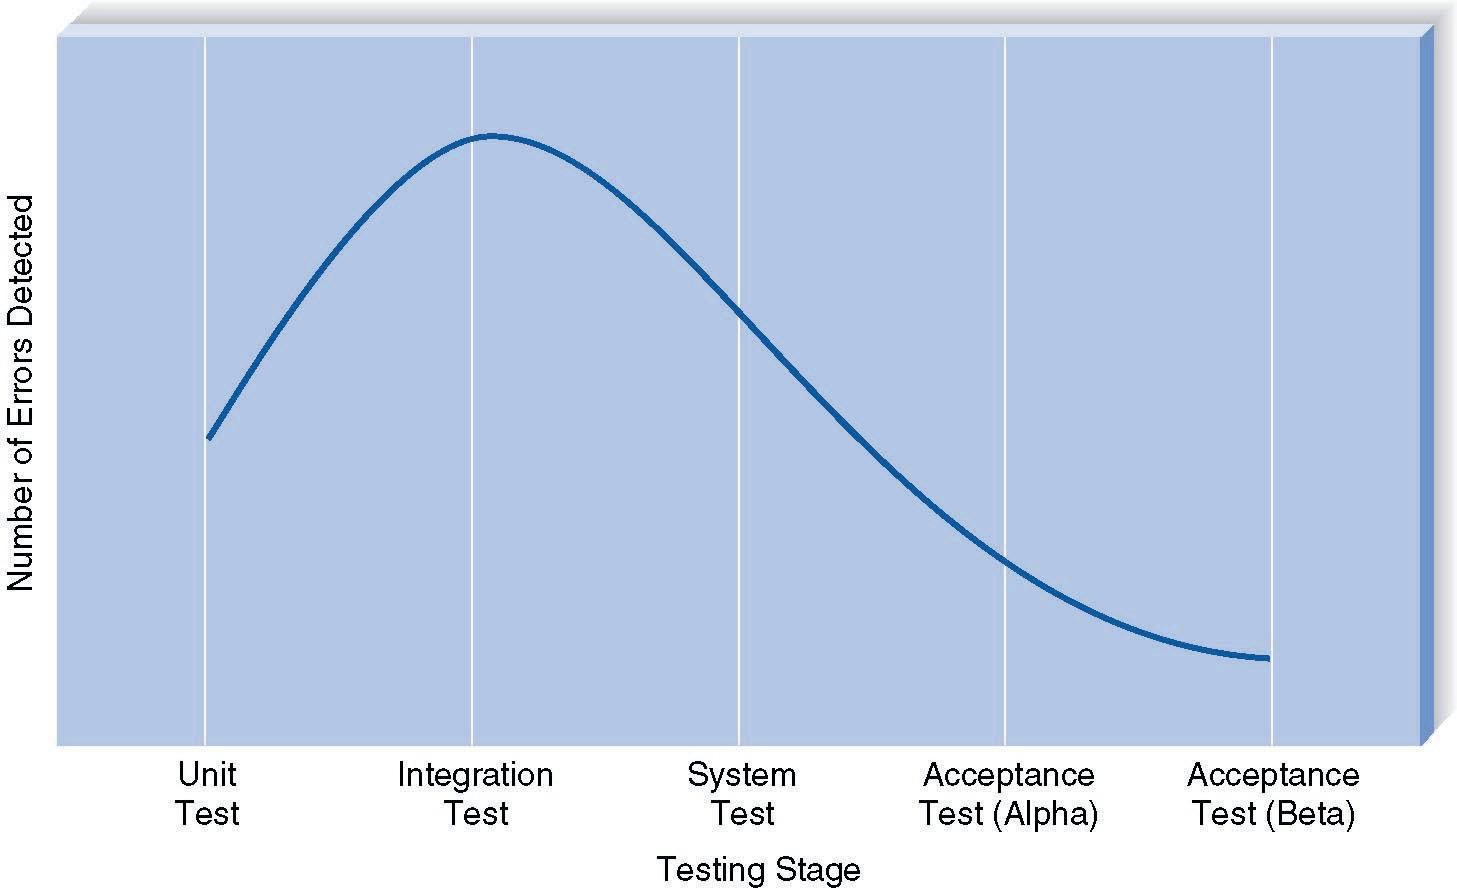 Number of Errors Detected
Unit
Test
Integration
Test
System
Test
Acceptance
Test (Alpha)
Acceptance
Test (Beta)
Testing Stage